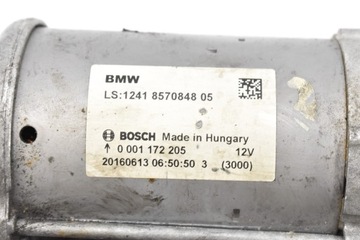 BMW
LS:1241 8570848 05
BOSCH Made in Hungary
0 001 172 205 12V
20160613 06:50:50 3 (3000)